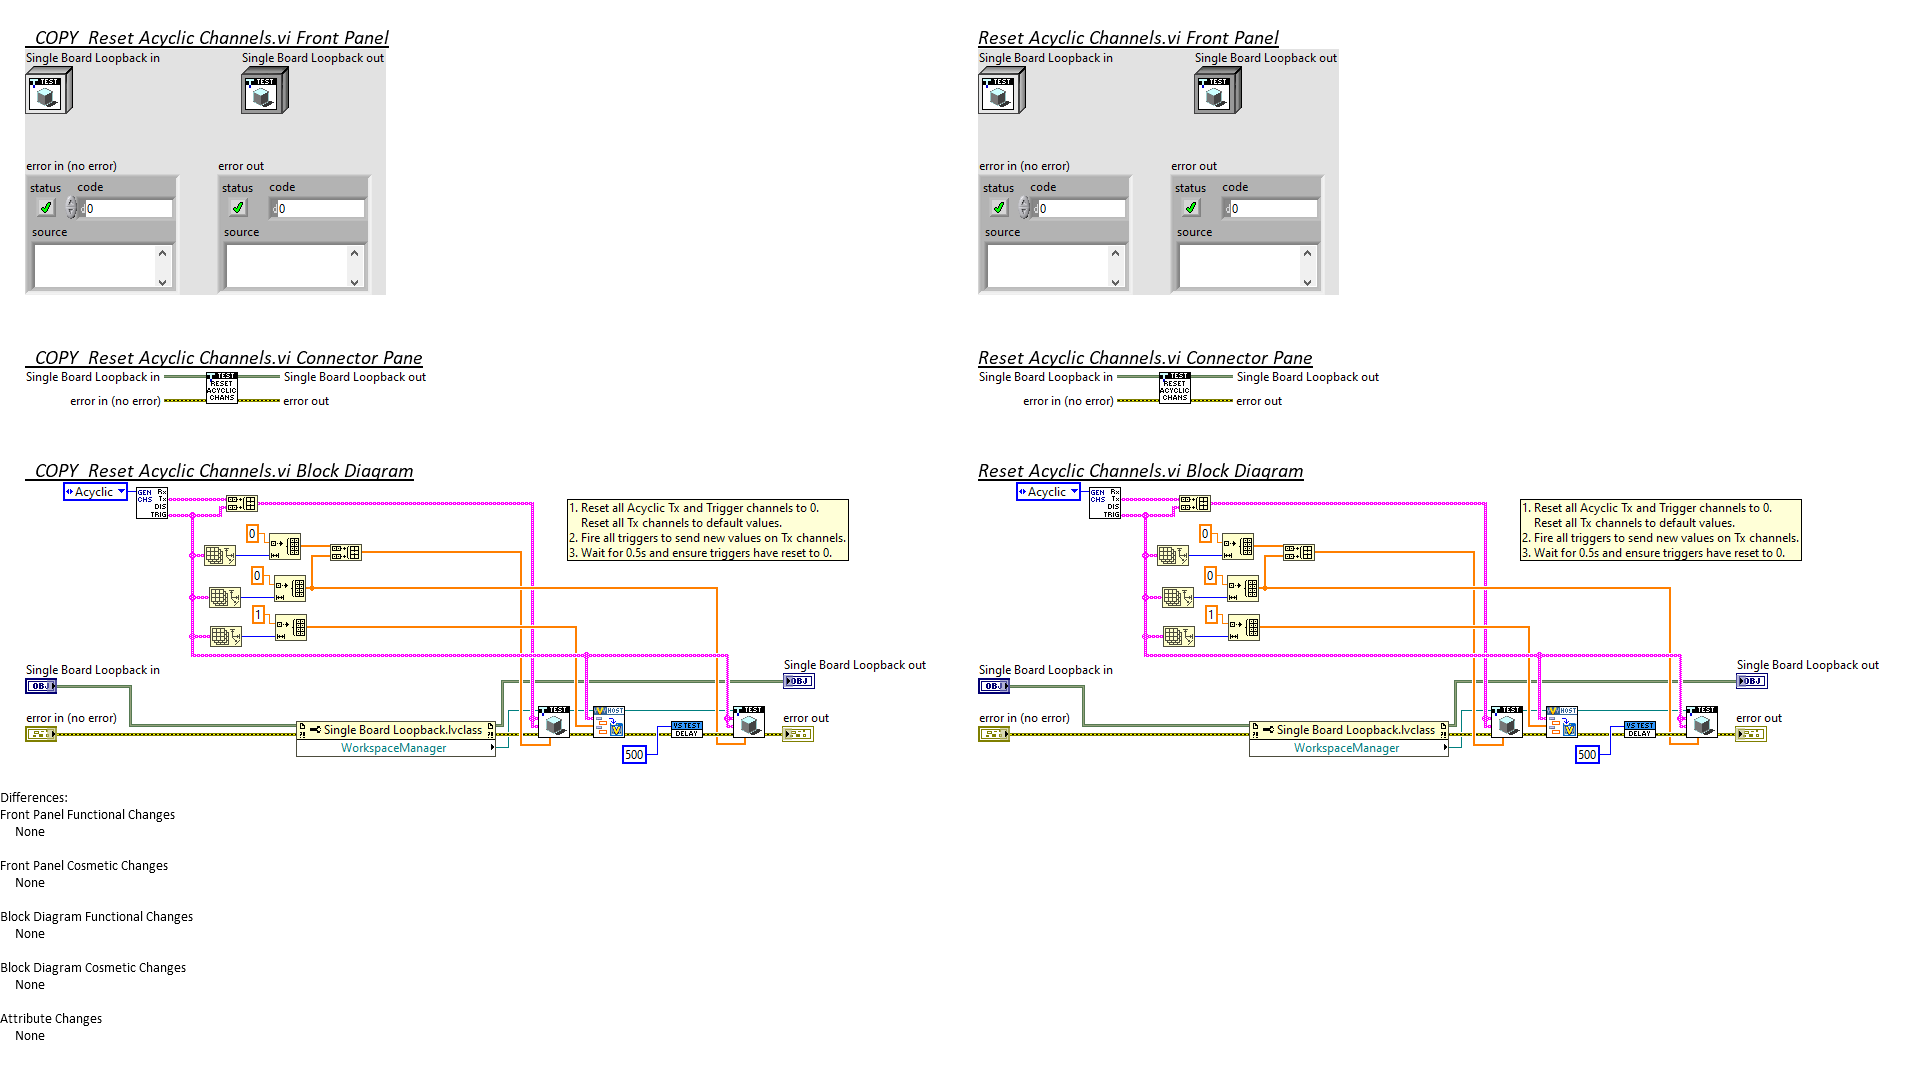 _COPY_Reset Acyclic Channels.vi Front Panel
Single Board Loopback in
Single Board Loopback out
TEST
TEST
error in (no error)
error out
status
code
status
code
0
0
source
source
_COPY_Reset Acyclic Channels.vi Connector Pane
Single Board Loopback in
Single Board Loopback out
TEST
RESET
ACYCLIC
CHANS
error in (no error)
error out
_COPY_Reset Acyclic Channels.vi Block Diagram
Acyclic
GEN Rx
CHS Tx
DIS
TRIG
1. Reset all Acyclic Tx and Trigger channels to 0.
Reset all Tx channels to default values.
2. Fire all triggers to send new values on Tx channels.
3. Wait for 0.5s and ensure triggers have reset to 0.
0
0
1
Single Board Loopback in
OBJ
Single Board Loopback out
OBJ
error in (no error)
Single Board Loopback.lvclass
WorkspaceManager
TEST
HOST
VS TEST
DELAY
TEST
error out
500
Reset Acyclic Channels.vi Front Panel
Single Board Loopback in
Single Board Loopback out
TEST
TEST
error in (no error)
error out
status
code
status
code
0
0
source
source
Reset Acyclic Channels.vi Connector Pane
Single Board Loopback in
Single Board Loopback out
TEST
RESET
ACYCLIC
CHANS
error in (no error)
error out
Reset Acyclic Channels.vi Block Diagram
Acyclic
GEN Rx
CHS Tx
DIS
TRIG
1. Reset all Acyclic Tx and Trigger channels to 0.
Reset all Tx channels to default values.
2. Fire all triggers to send new values on Tx channels.
3. Wait for 0.5s and ensure triggers have reset to 0.
0
0
1
Single Board Loopback in
OBJ
Single Board Loopback out
OBJ
error in (no error)
Single Board Loopback.lvclass
WorkspaceManager
TEST
HOST
VS TEST
DELAY
TEST
error out
500
Differences:
Front Panel Functional Changes
None
Front Panel Cosmetic Changes
None
Block Diagram Functional Changes
None
Block Diagram Cosmetic Changes
None
Attribute Changes
None